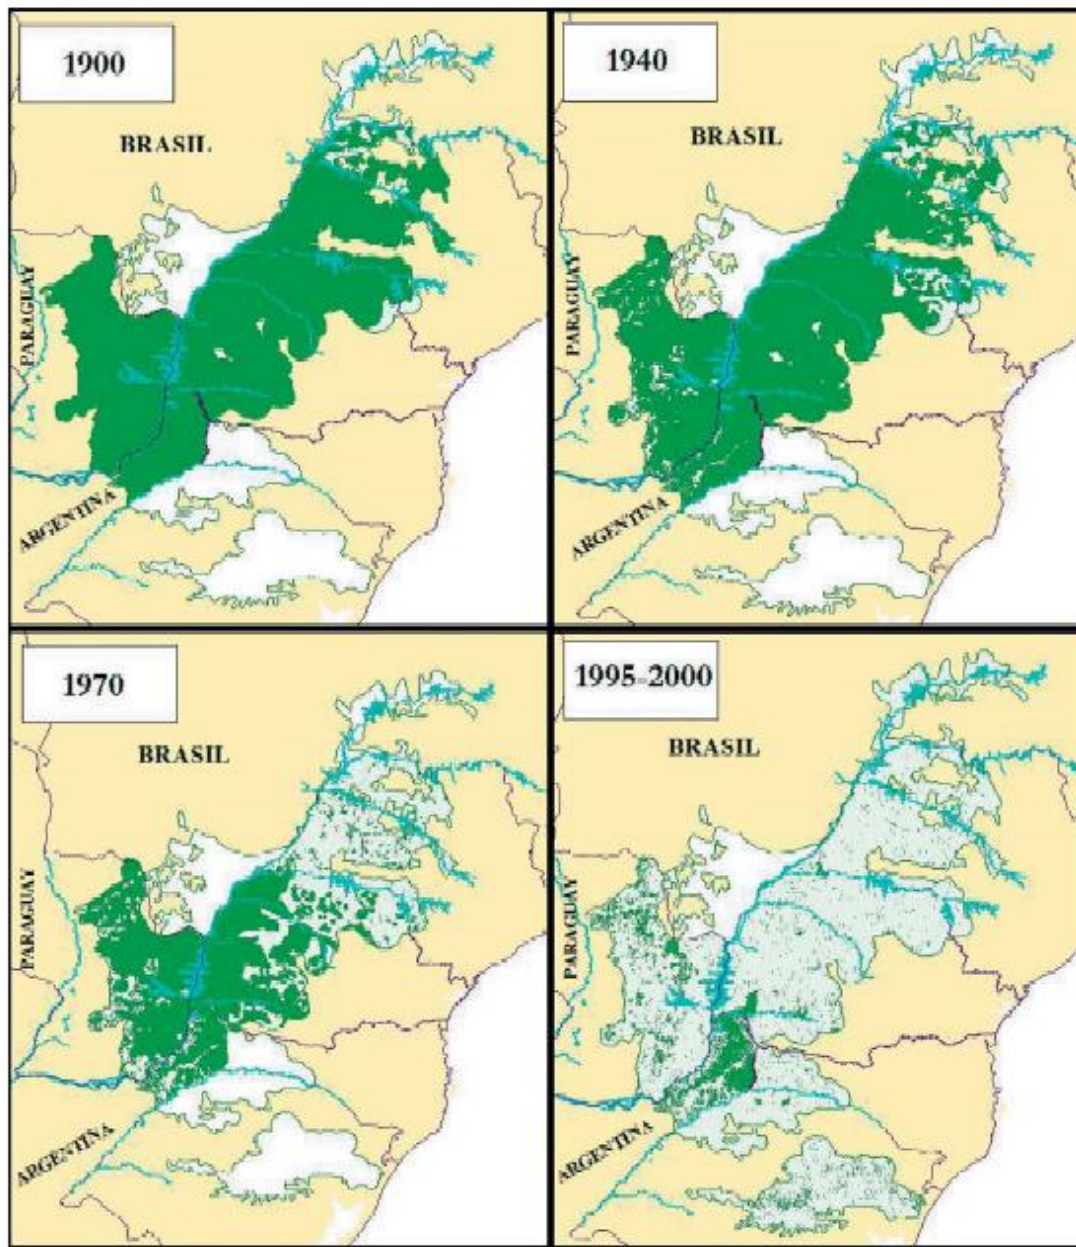 1900
BRASIL
PARAGUAY
ARGENTINA
1940
BRASIL
PARAGUAY
ARGENTINA
1970
BRASIL
PARAGUAY
ARGENTINA
1995-2000
BRASIL
PARAGUAY
ARGENTINA